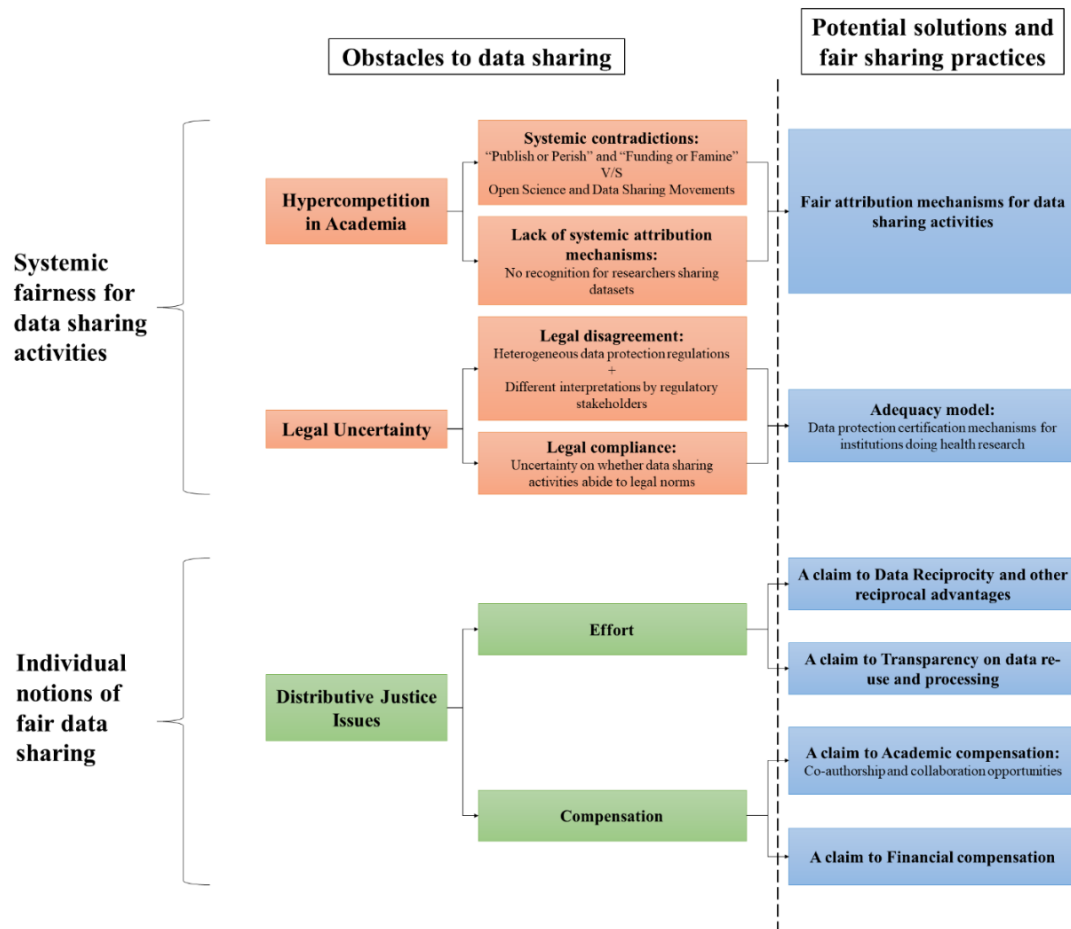 Obstacles to data sharing
Potential solutions and
fair sharing practices
Systemic
fairness for
data sharing
activities
Hypercompetition
in Academia
Systemic contradictions:
“Publish or Perish” and “Funding or Famine”
V/S
Open Science and Data Sharing Movements
Lack of systemic attribution
mechanisms:
No recognition for researchers sharing
datasets
Fair attribution mechanisms for data
sharing activities
Legal Uncertainty
Legal disagreement:
Heterogeneous data protection regulations
+
Different interpretations by regulatory
stakeholders
Legal compliance:
Uncertainty on whether data sharing
activities abide to legal norms
Adequacy model:
Data protection certification mechanisms for
institutions doing health research
Individual
notions of
fair data
sharing
Distributive Justice
Issues
Effort
A claim to Data Reciprocity and other
reciprocal advantages
A claim to Transparency on data re-
use and processing
Compensation
A claim to Academic compensation:
Co-authorship and collaboration opportunities
A claim to Financial compensation